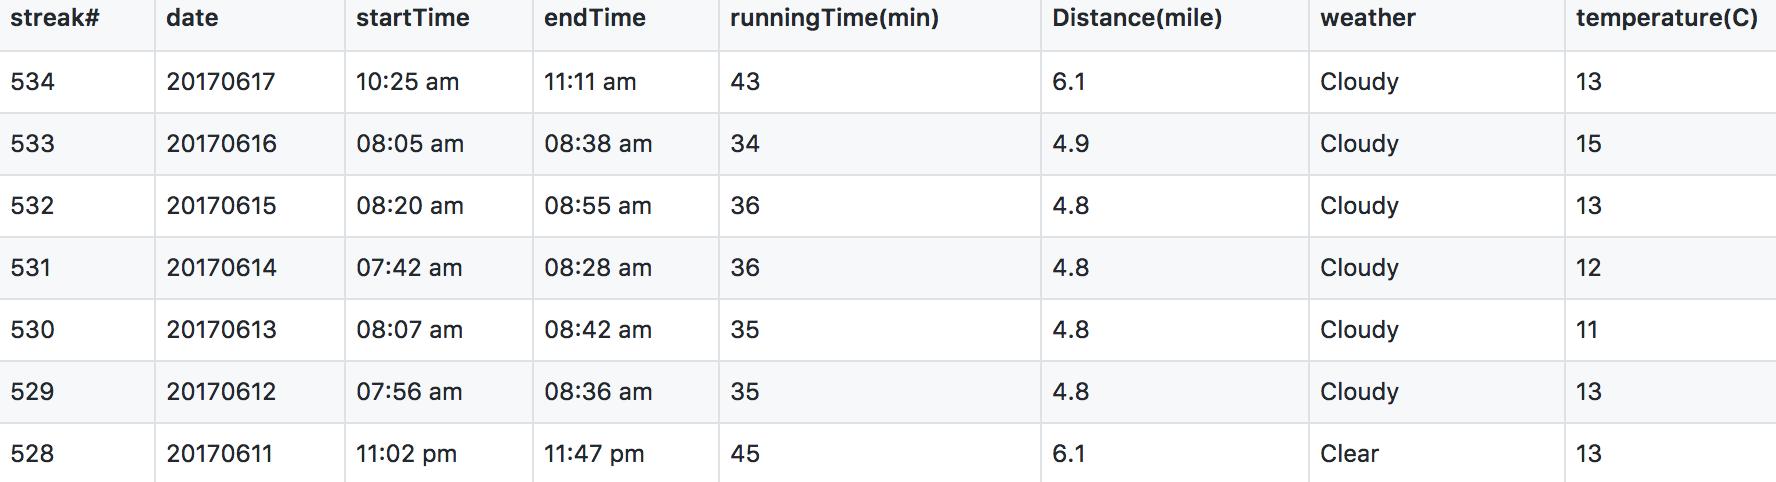 streak# date startTime endTime runningTime(min) Distance(mile) weather temperature(C)
534 20170617 10:25 am 11:11 am 43 6.1 Cloudy 13
533 20170616 08:05 am 08:38 am 34 4.9 Cloudy 15
532 20170615 08:20 am 08:55 am 36 4.8 Cloudy 13
531 20170614 07:42 am 08:28 am 36 4.8 Cloudy 12
530 20170613 08:07 am 08:42 am 35 4.8 Cloudy 11
529 20170612 07:56 am 08:36 am 35 4.8 Cloudy 13
528 20170611 11:02 pm 11:47 pm 45 6.1 Clear 13